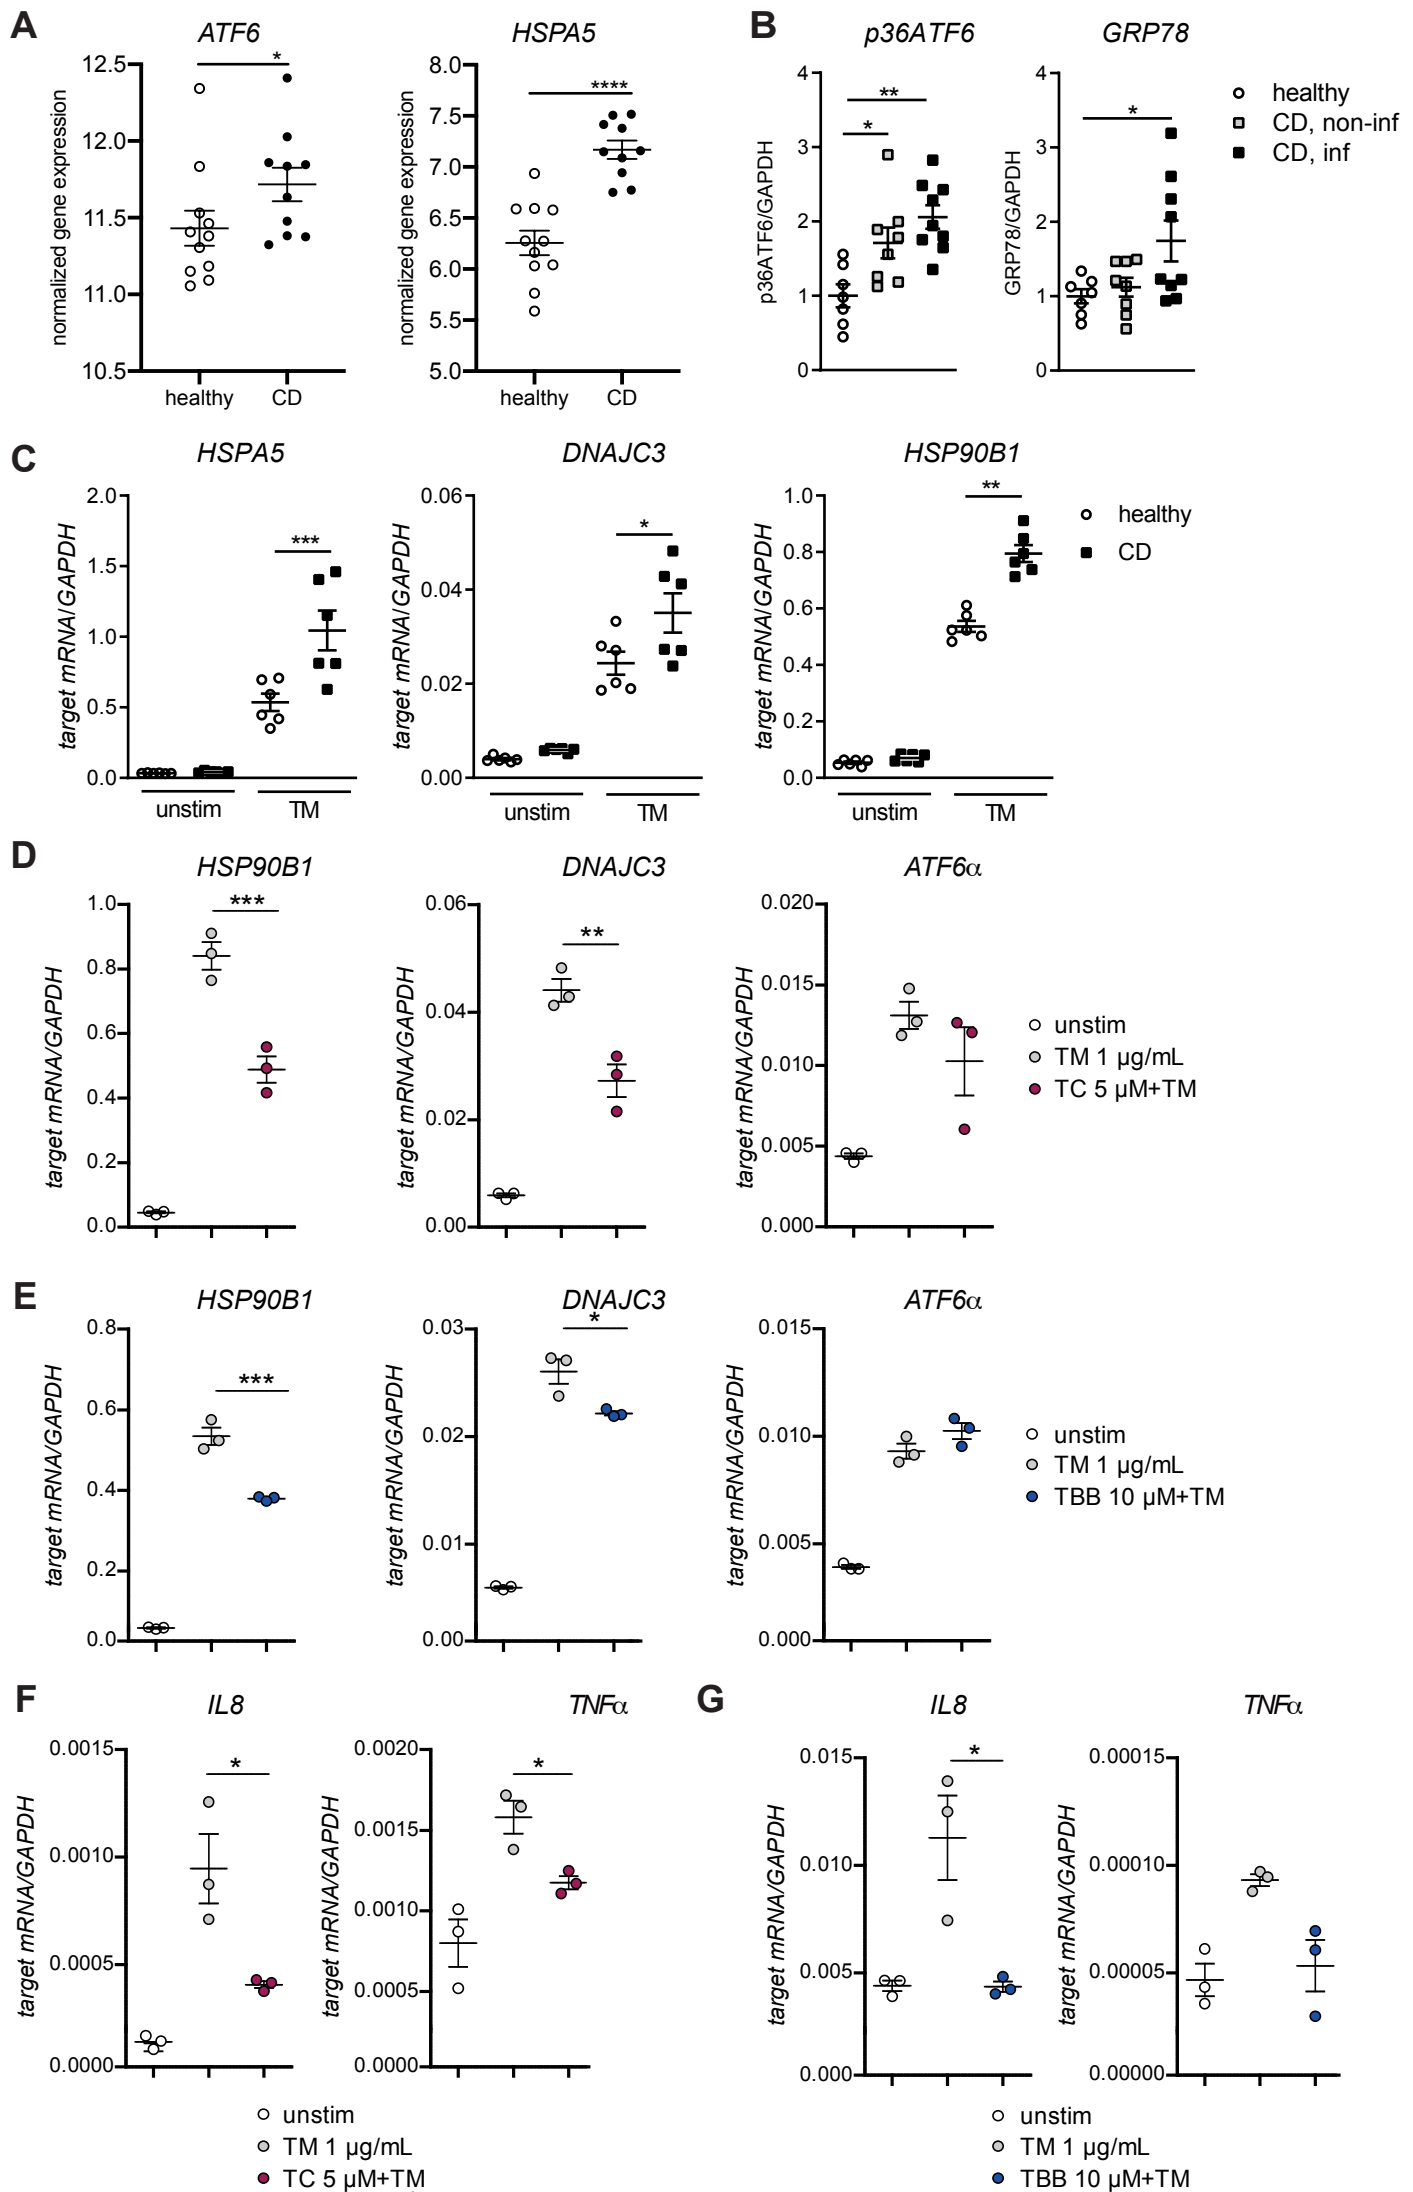 A
ATF6
normalized gene expression
12.5
12.0
11.5
11.0
10.5
*
healthy
CD
HSPA5
normalized gene expression
8.0
7.5
7.0
6.5
6.0
5.5
5.0
****
healthy
CD
B
p36ATF6
p36ATF6/GAPDH
4
3
2
1
0
**
*
GRP78
GRP78/GAPDH
4
3
2
1
0
*
healthy
CD, non-inf
CD, inf
C
HSPA5
target mRNA/GAPDH
2.0
1.5
1.0
0.5
0.0
***
unstim
TM
DNAJC3
target mRNA/GAPDH
0.06
0.04
0.02
0.00
*
unstim
TM
HSP90B1
target mRNA/GAPDH
1.0
0.8
0.6
0.4
0.2
0.0
**
unstim
TM
healthy
CD
D
HSP90B1
target mRNA/GAPDH
1.0
0.8
0.6
0.4
0.2
0.0
***
DNAJC3
target mRNA/GAPDH
0.06
0.04
0.02
0.00
**
ATF6α
target mRNA/GAPDH
0.020
0.015
0.010
0.005
0.000
unstim
TM 1 µg/mL
TC 5 µM+TM
E
HSP90B1
target mRNA/GAPDH
0.8
0.6
0.4
0.2
0.0
***
DNAJC3
target mRNA/GAPDH
0.03
0.02
0.01
0.00
*
ATF6α
target mRNA/GAPDH
0.015
0.010
0.005
0.000
unstim
TM 1 µg/mL
TBB 10 µM+TM
F
IL8
target mRNA/GAPDH
0.0015
0.0010
0.0005
0.0000
*
TNFα
target mRNA/GAPDH
0.0020
0.0015
0.0010
0.0005
0.0000
*
unstim
TM 1 µg/mL
TC 5 µM+TM
G
IL8
target mRNA/GAPDH
0.015
0.010
0.005
0.000
*
TNFα
target mRNA/GAPDH
0.00015
0.00010
0.00005
0.00000
unstim
TM 1 µg/mL
TBB 10 µM+TM